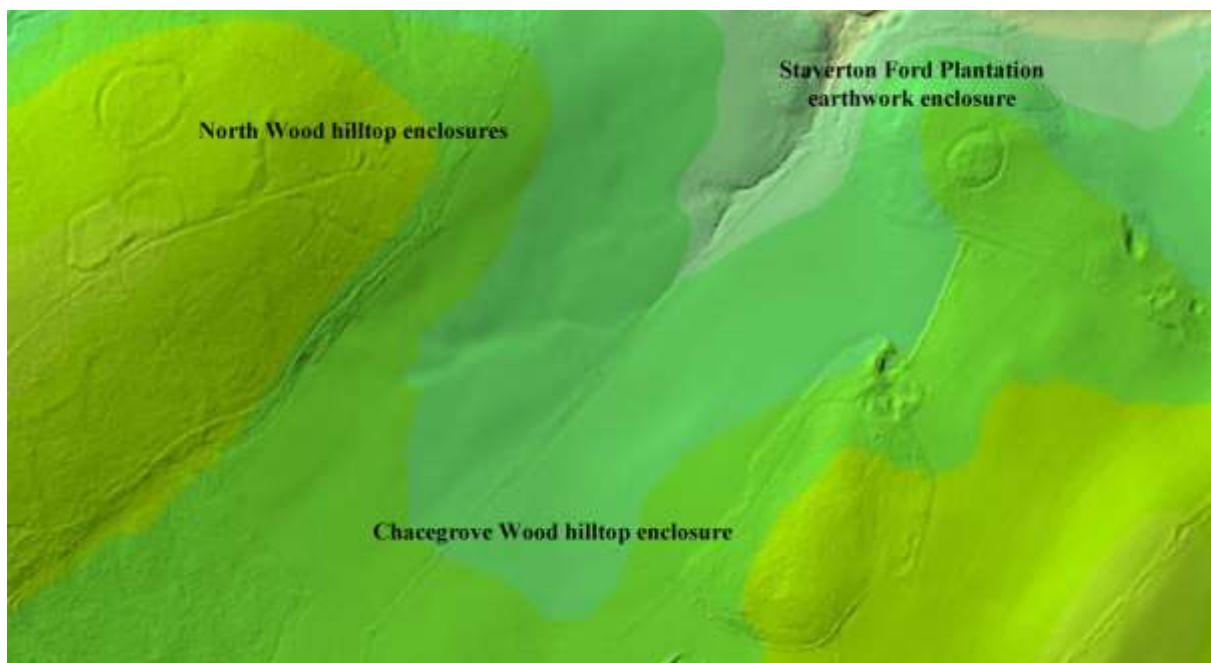 Staverton Ford Plantation
earthwork enclosure
North Wood hilltop enclosures
Chacegrove Wood hilltop enclosure